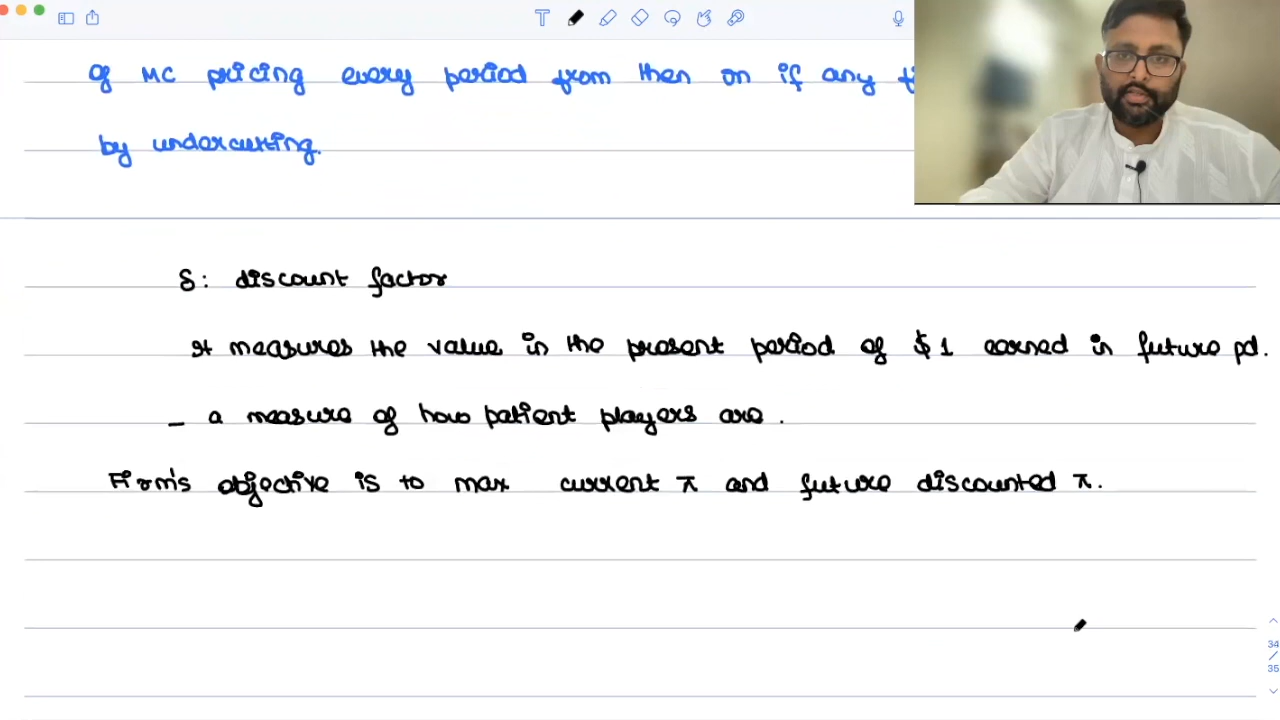 of MC pricing every period from then on if any
by undercutting.
δ: discount factor
It measures the value in the present period of $1 earned in future pd.
_ a measure of how patient players are.
Firm's objective is to max current π and future discounted π.
34
/
35